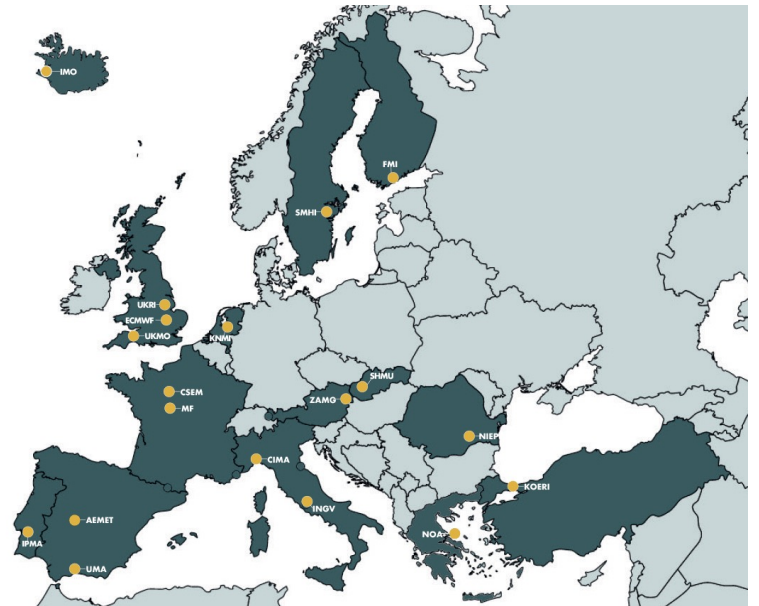 IMO
FMI
SMHI
UKRI
ECMWF
KNMI
UKMO
SHMU
CSEM
ZAMG
MF
NIEP
CIMA
KOERI
INGV
AEMET
IPMA
NOA
UMA